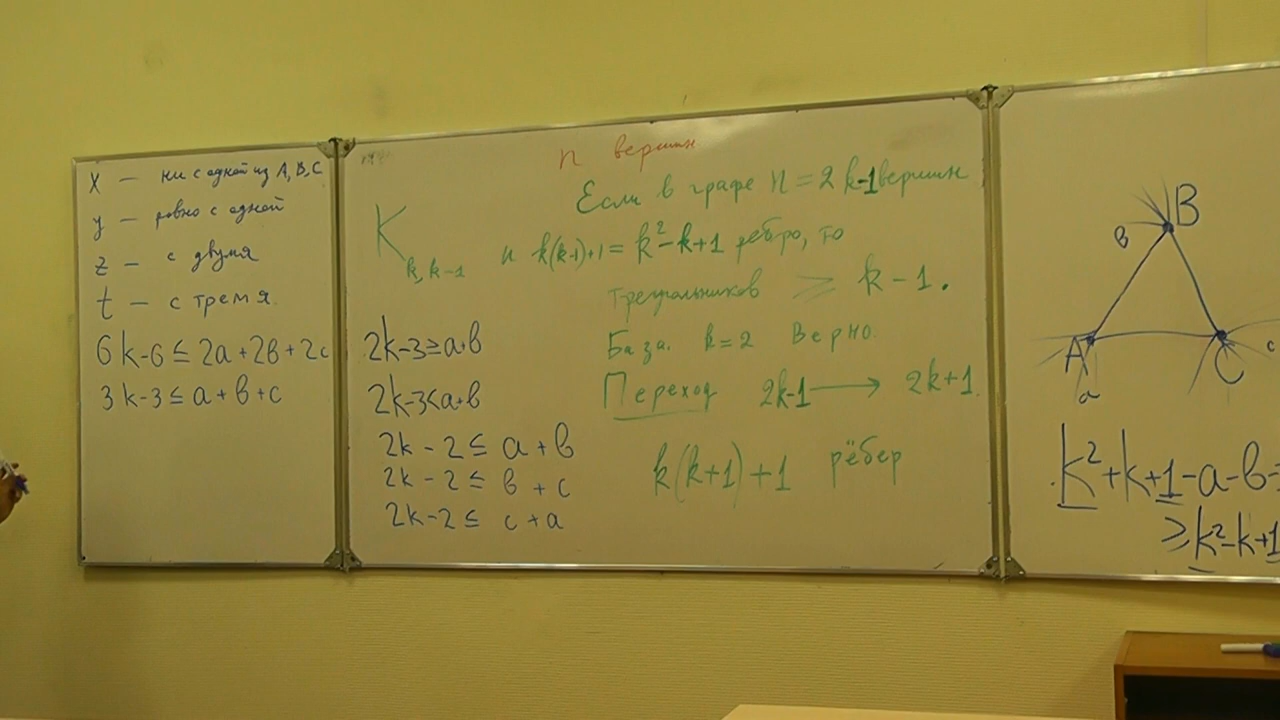 x — ни с одной из A, B, C
y — ровно с одной
z — с двумя
t — с тремя
6k-6 ≤ 2a+2в+2c
3k-3 ≤ a+в+c
K k, k-1
2k-3≥a+в
2k-3<a+в
2k-2 ≤ a+в
2k-2 ≤ в+c
2k-2 ≤ c+a
n вершин
Если в графе n = 2k-1 вершин
и k(k-1)+1 = k²-k+1 ребро, то
треугольников ≥ k-1.
База. k=2 Верно.
Переход 2k-1 → 2k+1.
k(k+1)+1 рёбер
B
в
A
C
c
a
k²+k+1-a-в=
≥k²-k+1